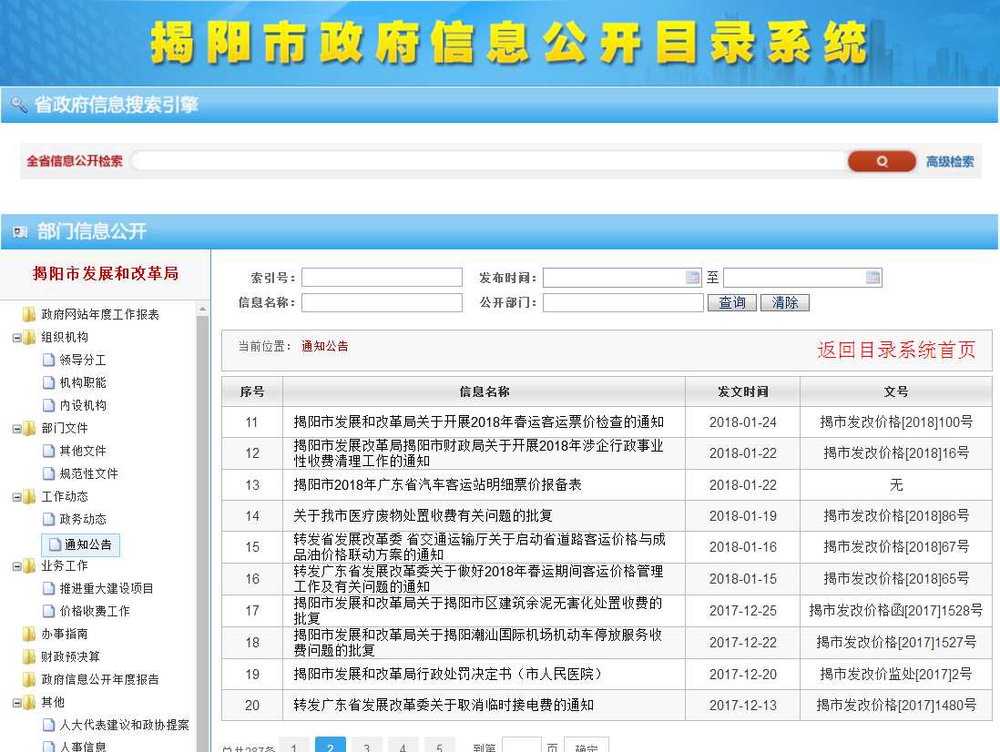 揭阳市政府信息公开目录系统
省政府信息搜索引擎
全省信息公开检索
高级检索
部门信息公开
揭阳市发展和改革局
政府网站年度工作报表
组织机构
领导分工
机构职能
内设机构
部门文件
其他文件
规范性文件
工作动态
政务动态
通知公告
业务工作
推进重大建设项目
价格收费工作
办事指南
财政预决算
政府信息公开年度报告
其他
人大代表建议和政协提案
人事信息
索引号： 发布时间： 至
信息名称： 公开部门： 查询 清除
当前位置： 通知公告 返回目录系统首页
序号 信息名称 发文时间 文号
11 揭阳市发展和改革局关于开展2018年春运客运票价检查的通知 2018-01-24 揭市发改价格[2018]100号
12 揭阳市发展改革局揭阳市财政局关于开展2018年涉企行政事业
性收费清理工作的通知 2018-01-22 揭市发改价格[2018]16号
13 揭阳市2018年广东省汽车客运站明细票价报备表 2018-01-22 无
14 关于我市医疗废物处置收费有关问题的批复 2018-01-19 揭市发改价格[2018]86号
15 转发省发展改革委 省交通运输厅关于启动省道路客运价格与成
品油价格联动方案的通知 2018-01-16 揭市发改价格[2018]67号
16 转发广东省发展改革委关于做好2018年春运期间客运价格管理
工作及有关问题的通知 2018-01-15 揭市发改价格[2018]65号
17 揭阳市发展和改革局关于揭阳市区建筑余泥无害化处置收费的
批复 2017-12-25 揭市发改价格函[2017]1528号
18 揭阳市发展和改革局关于揭阳潮汕国际机场机动车停放服务收
费问题的批复 2017-12-22 揭市发改价格[2017]1527号
19 揭阳市发展和改革局行政处罚决定书（市人民医院） 2017-12-20 揭市发改价监处[2017]2号
20 转发广东省发展改革委关于取消临时接电费的通知 2017-12-13 揭市发改价格[2017]1480号
总共287条 1 2 3 4 5 到第 页 确定